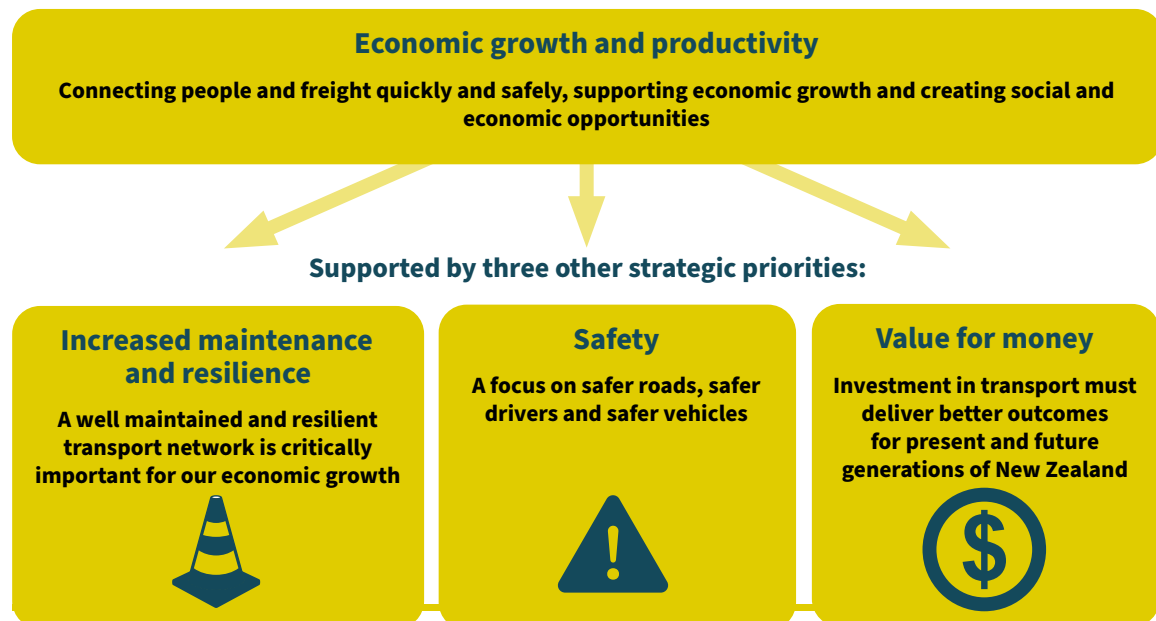 Economic growth and productivity
Connecting people and freight quickly and safely, supporting economic growth and creating social and
economic opportunities
Supported by three other strategic priorities:
Increased maintenance
and resilience
A well maintained and resilient
transport network is critically
important for our economic growth
Safety
A focus on safer roads, safer
drivers and safer vehicles
!
Value for money
Investment in transport must
deliver better outcomes
for present and future
generations of New Zealand
$